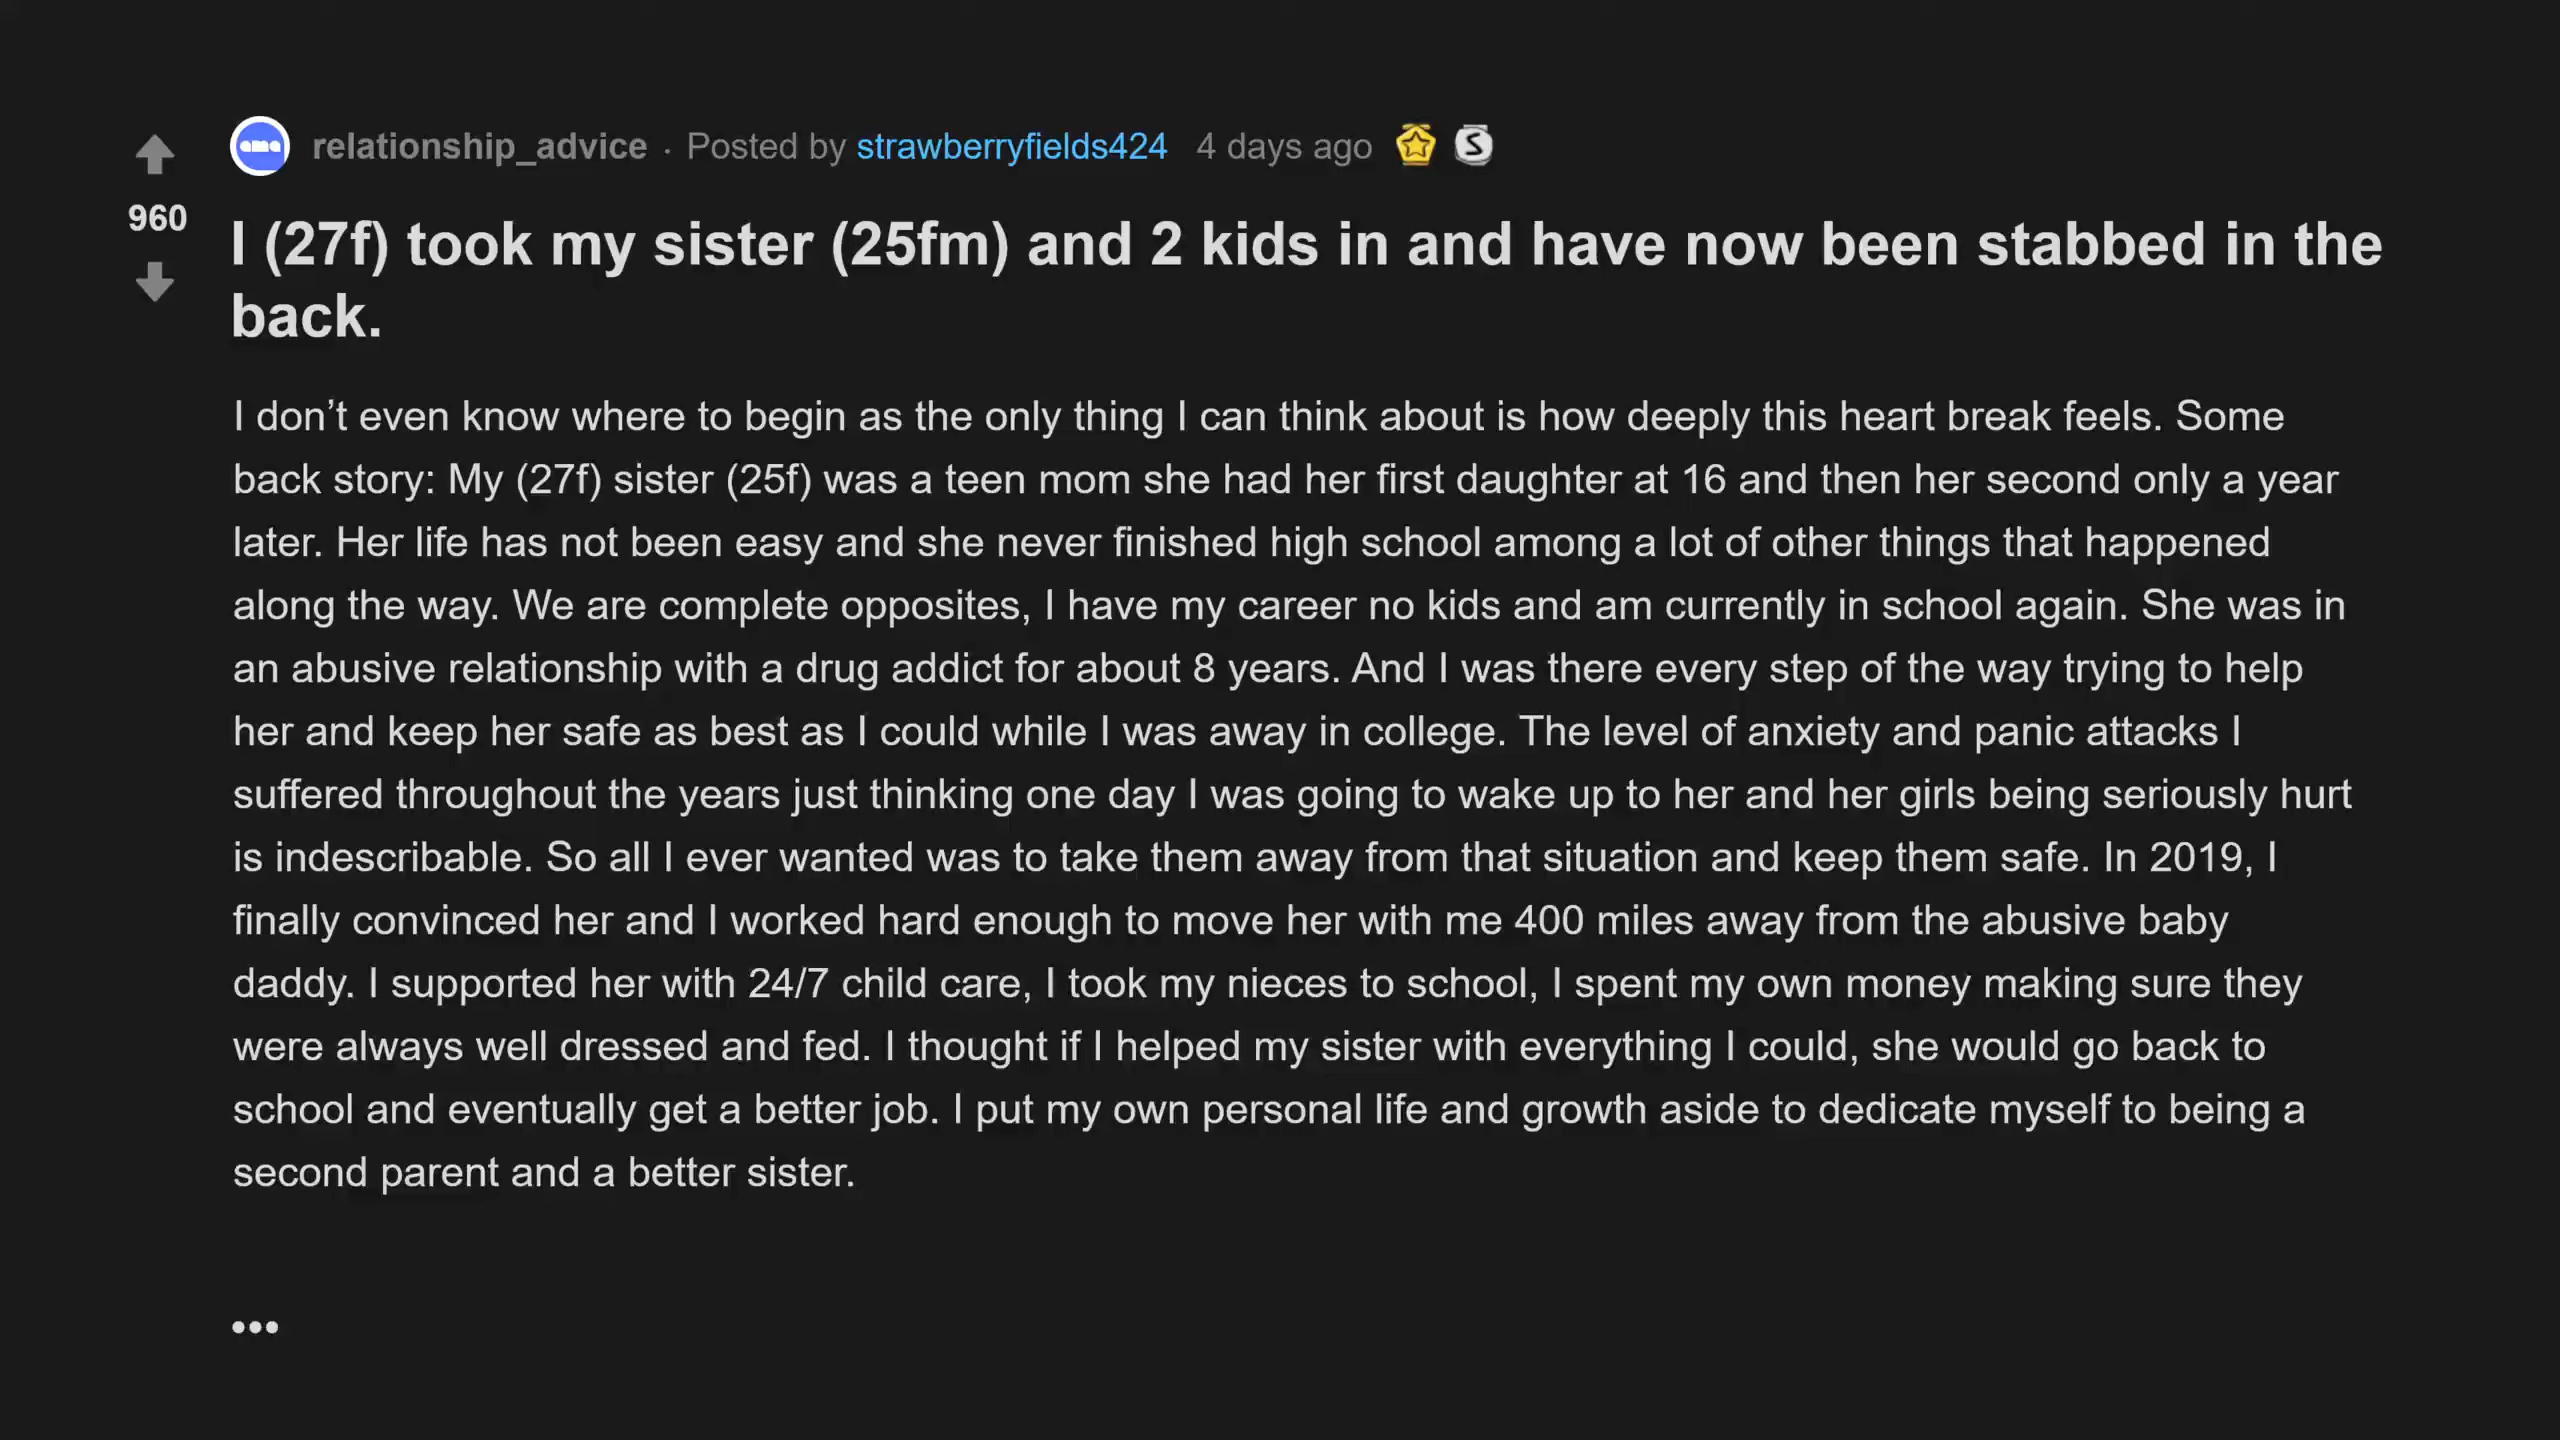 ama relationship_advice · Posted by strawberryfields424 4 days ago S
960
I (27f) took my sister (25fm) and 2 kids in and have now been stabbed in the
back.
I don’t even know where to begin as the only thing I can think about is how deeply this heart break feels. Some
back story: My (27f) sister (25f) was a teen mom she had her first daughter at 16 and then her second only a year
later. Her life has not been easy and she never finished high school among a lot of other things that happened
along the way. We are complete opposites, I have my career no kids and am currently in school again. She was in
an abusive relationship with a drug addict for about 8 years. And I was there every step of the way trying to help
her and keep her safe as best as I could while I was away in college. The level of anxiety and panic attacks I
suffered throughout the years just thinking one day I was going to wake up to her and her girls being seriously hurt
is indescribable. So all I ever wanted was to take them away from that situation and keep them safe. In 2019, I
finally convinced her and I worked hard enough to move her with me 400 miles away from the abusive baby
daddy. I supported her with 24/7 child care, I took my nieces to school, I spent my own money making sure they
were always well dressed and fed. I thought if I helped my sister with everything I could, she would go back to
school and eventually get a better job. I put my own personal life and growth aside to dedicate myself to being a
second parent and a better sister.
•••